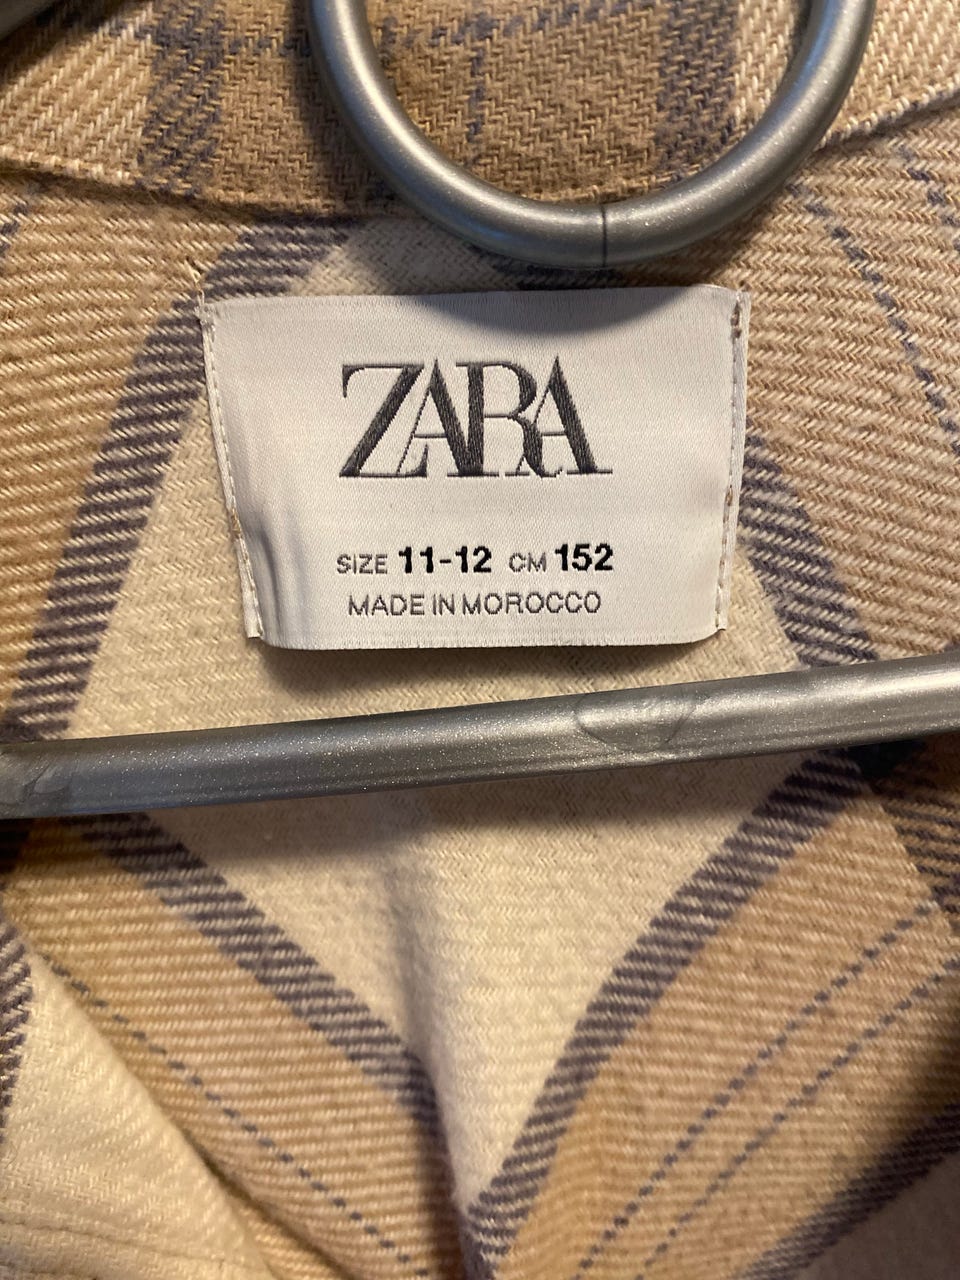 ZARA
SIZE 11-12 CM 152
MADE IN MOROCCO